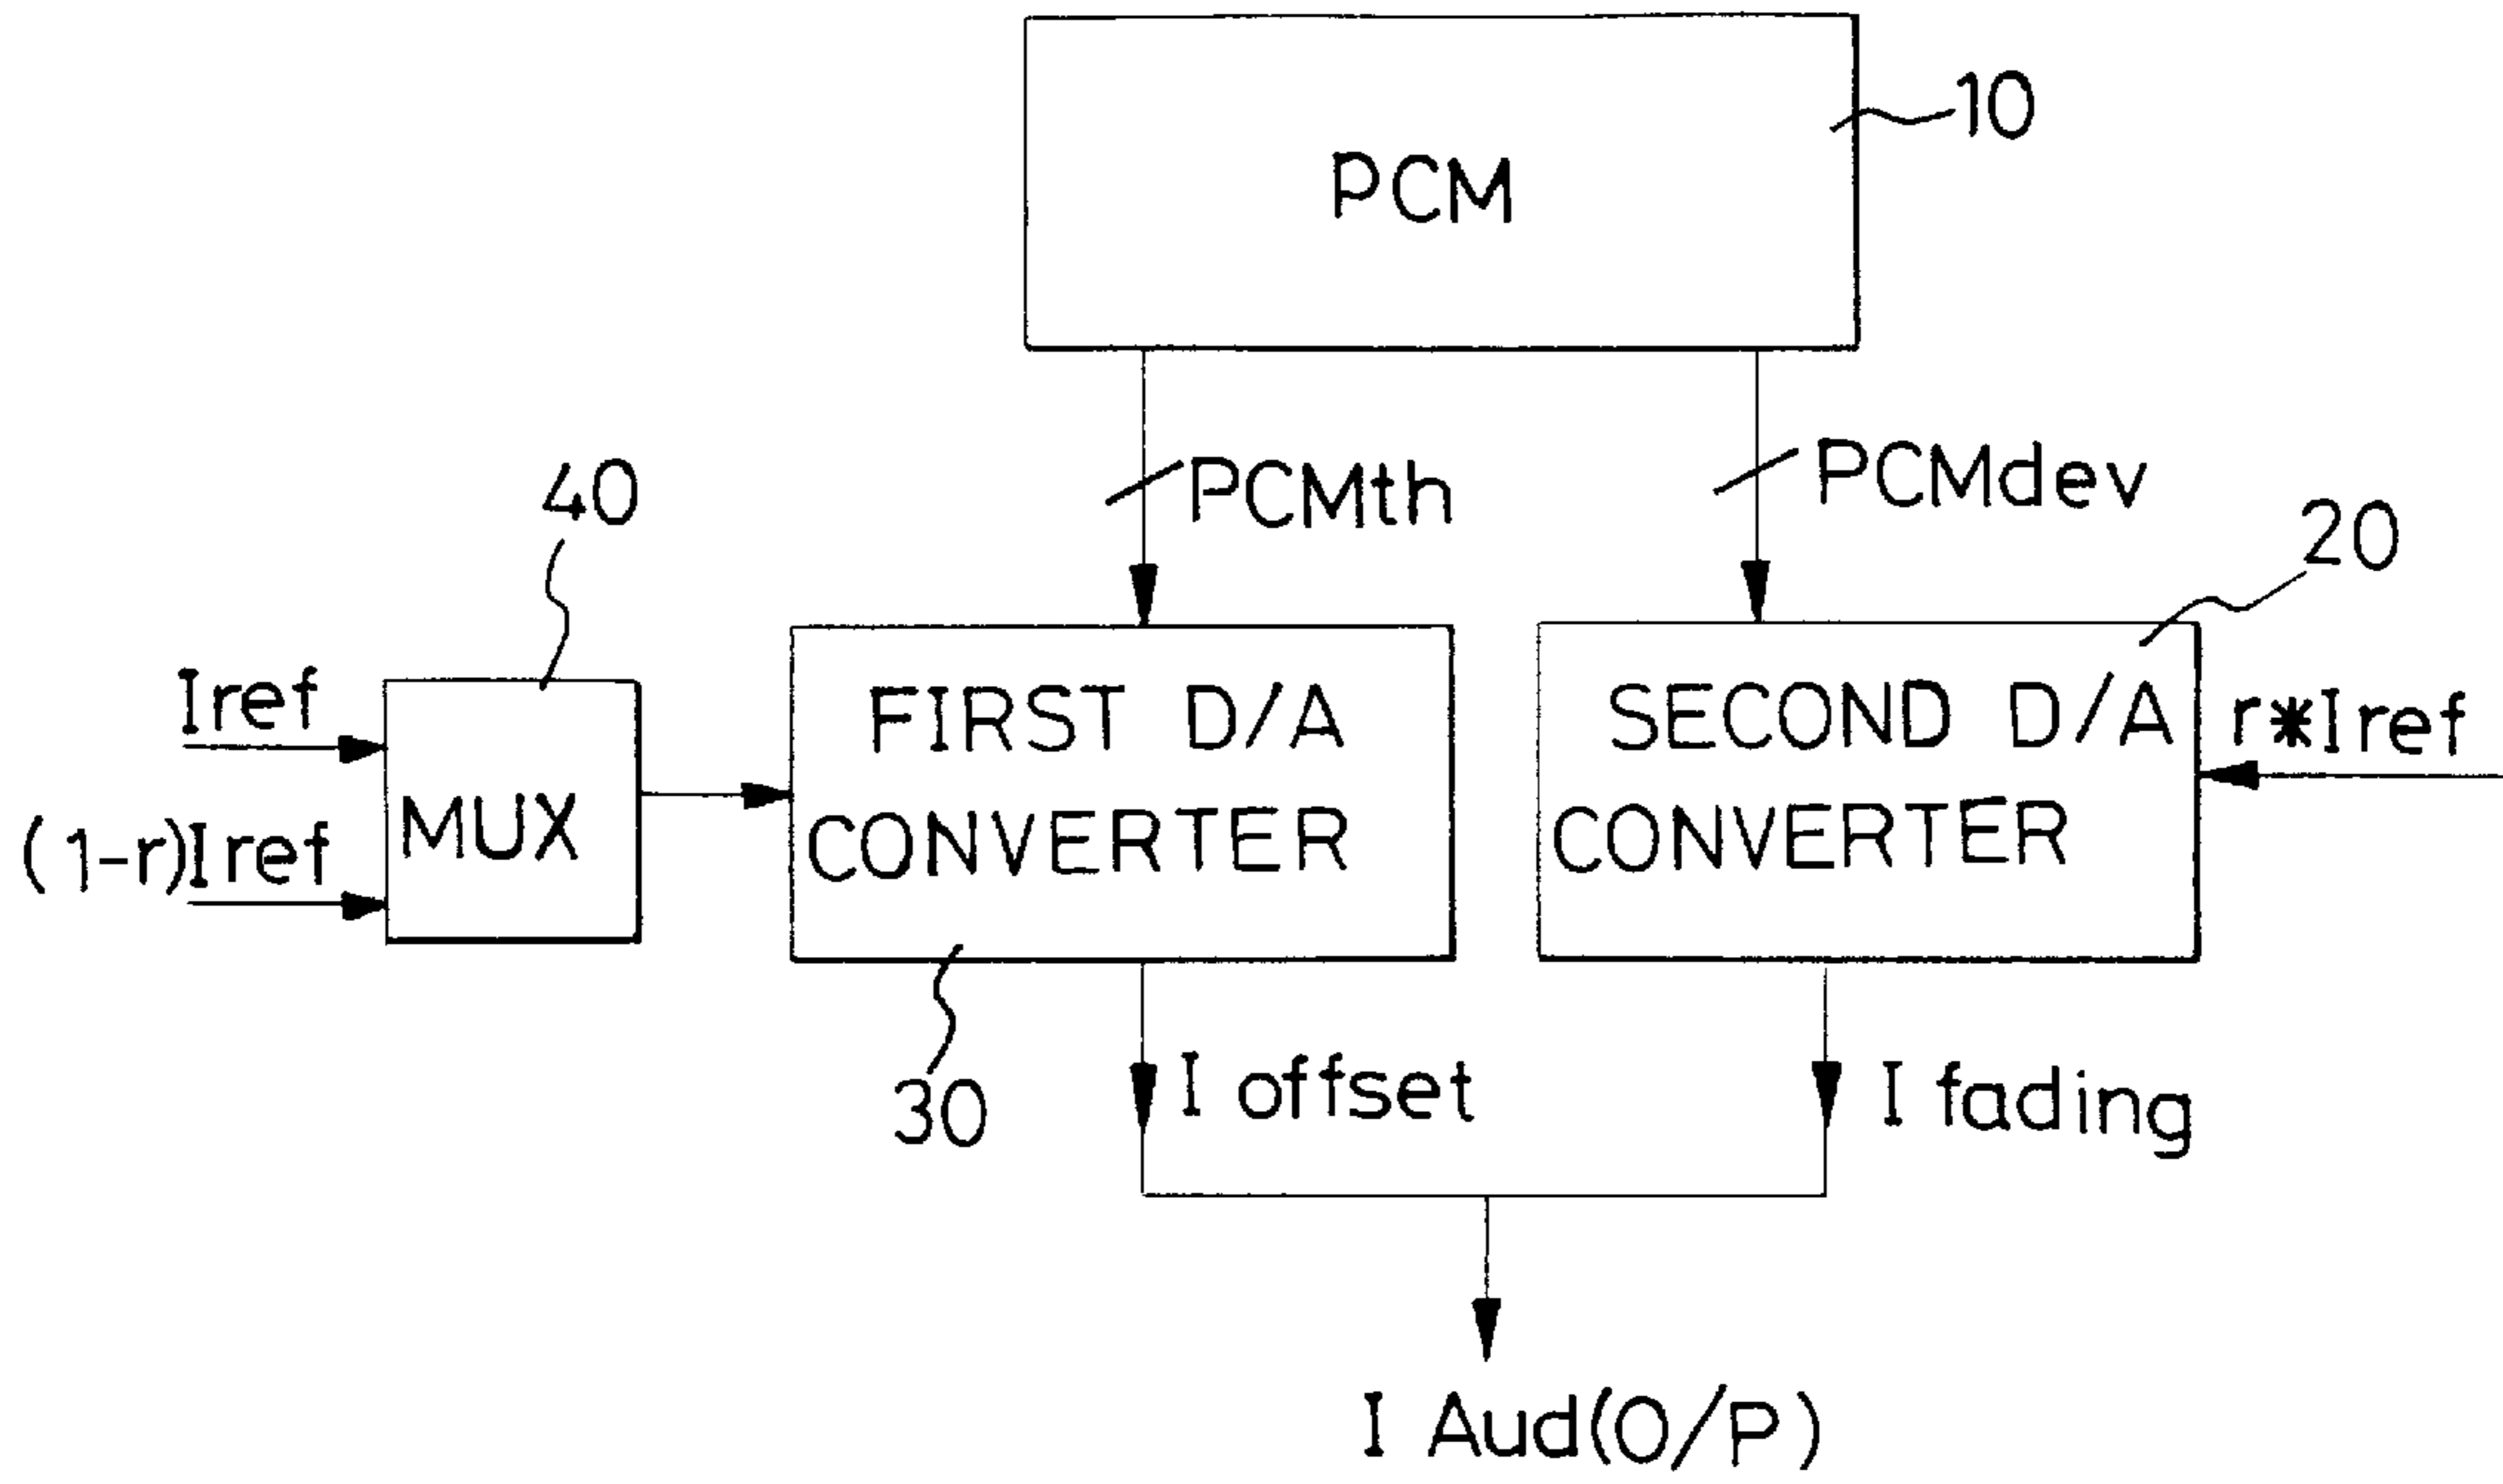 10
PCM
PCMth
PCMdev
40
20
Iref
(1-r)Iref
MUX
FIRST D/A
CONVERTER
SECOND D/A
CONVERTER
r*Iref
30
I offset
I fading
I Aud(O/P)